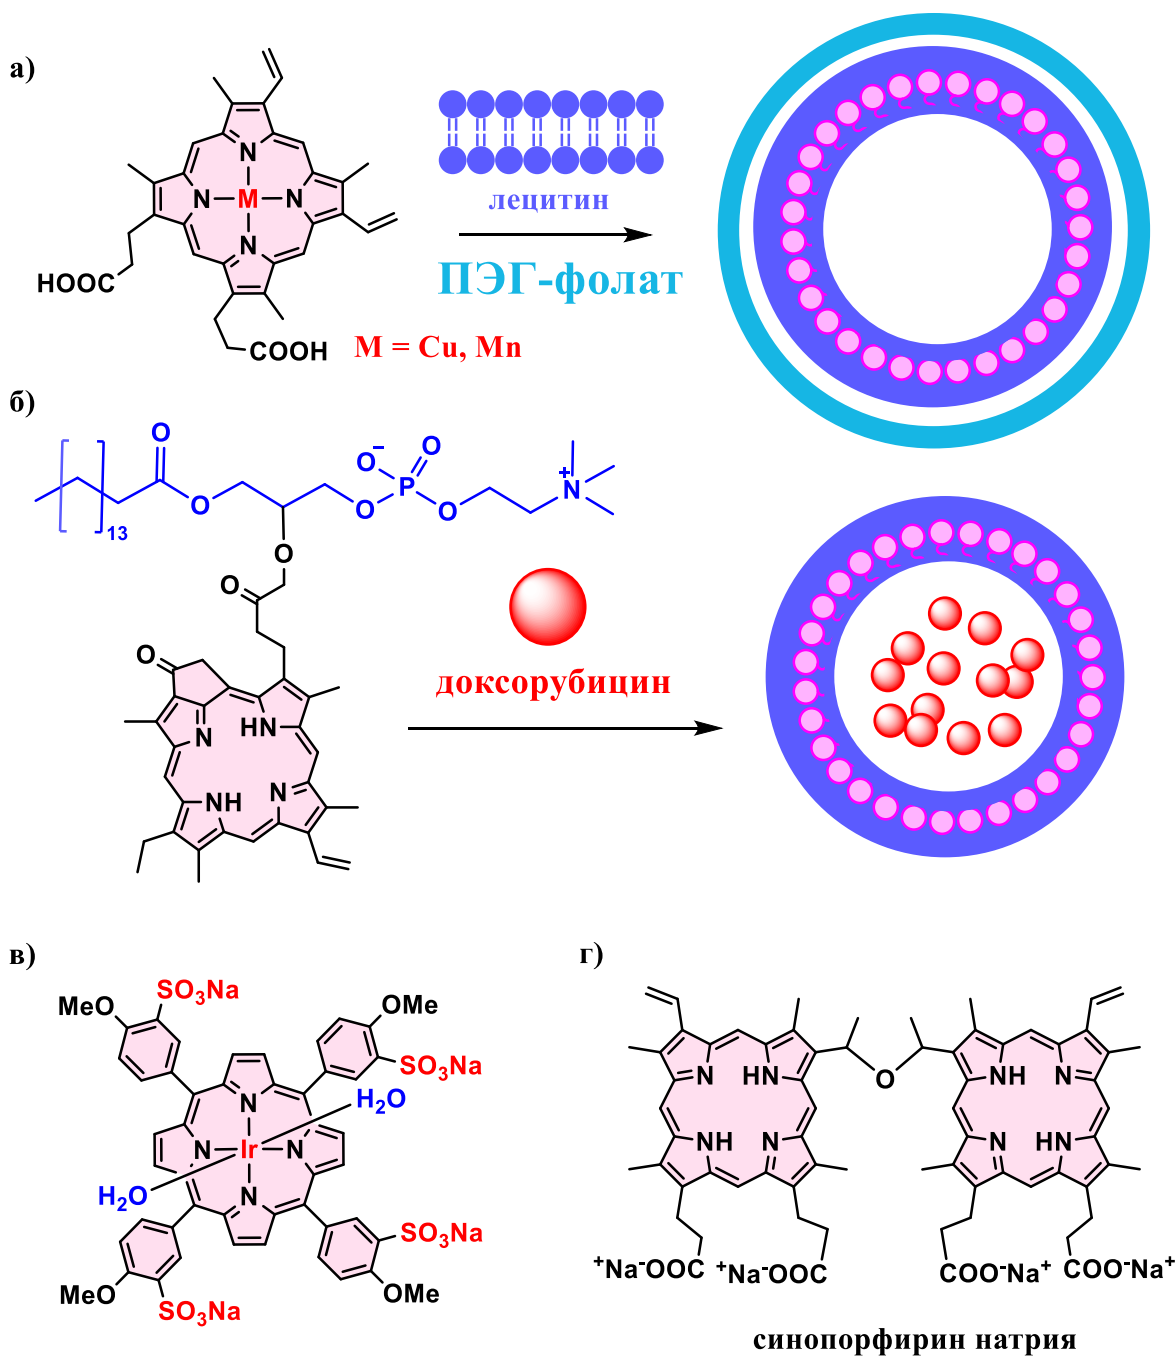 а)
N
N M N
N
HOOC
COOH
M = Cu, Mn
лецитин
ПЭГ-фолат
б)
O
O
O⁻
O
P
O
O
N⁺
13
O
O
O
N
HN
NH
N
доксорубицин
в)
MeO
SO₃Na
OMe
SO₃Na
H₂O
N
N Ir N
N
H₂O
SO₃Na
MeO
SO₃Na
OMe
г)
N
HN
NH
N
O
NH
N
N
HN
⁺Na⁻OOC
⁺Na⁻OOC
COO⁻Na⁺
COO⁻Na⁺
синопорфирин натрия